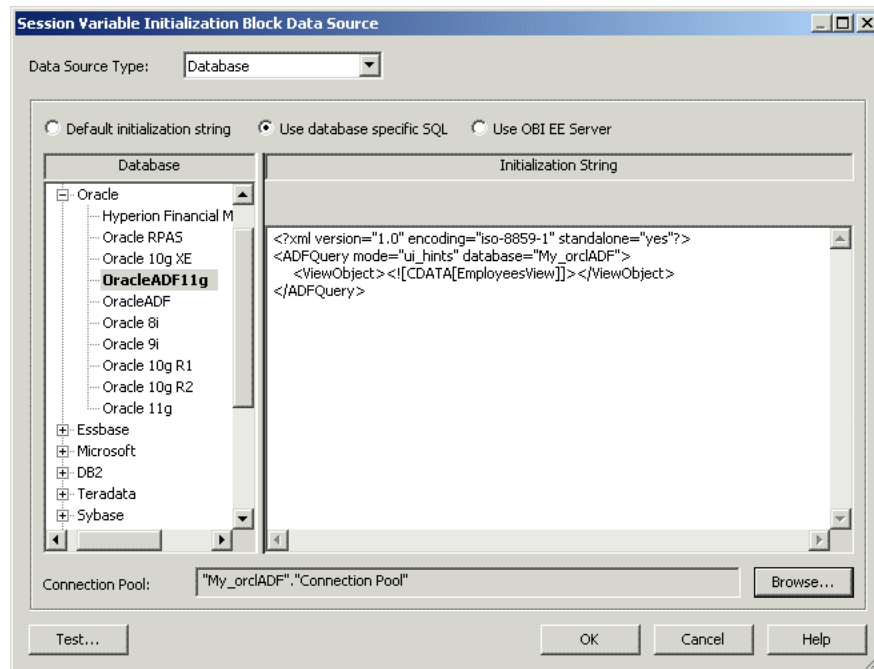 Session Variable Initialization Block Data Source
Data Source Type: Database
Default initialization string Use database specific SQL Use OBI EE Server
Database Initialization String
Oracle
Hyperion Financial M
Oracle RPAS
Oracle 10g XE
OracleADF11g
OracleADF
Oracle 8i
Oracle 9i
Oracle 10g R1
Oracle 10g R2
Oracle 11g
Essbase
Microsoft
DB2
Teradata
Sybase
<?xml version="1.0" encoding="iso-8859-1" standalone="yes"?>
<ADFQuery mode="ui_hints" database="My_orclADF">
<ViewObject><![CDATA[EmployeesView]]></ViewObject>
</ADFQuery>
Connection Pool: "My_orclADF"."Connection Pool" Browse...
Test... OK Cancel Help